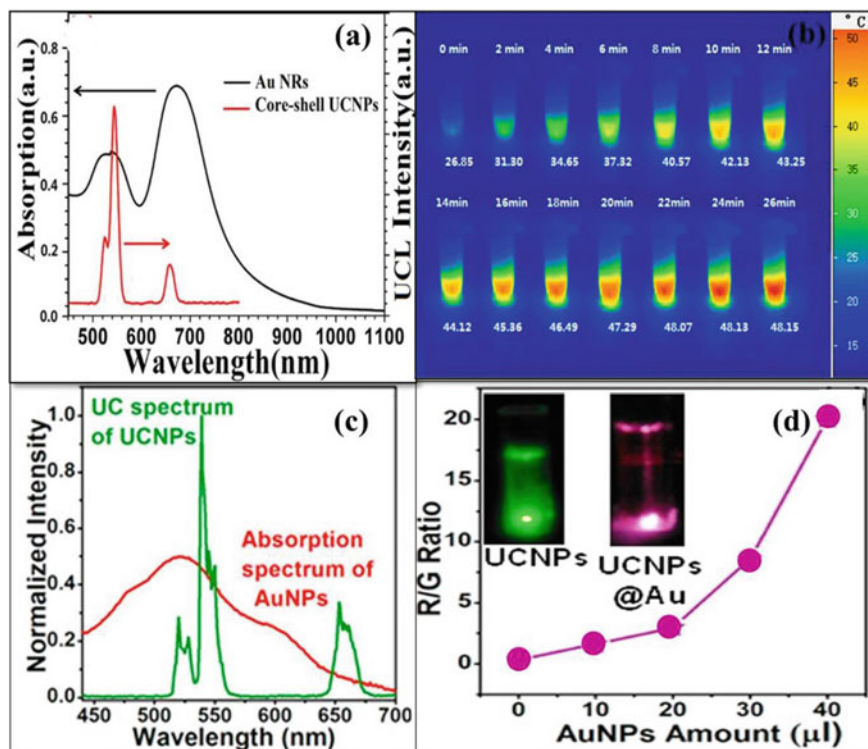 (a)
Absorption(a.u.)
0.8
0.6
0.4
0.2
0.0
Au NRs
Core-shell UCNPs
UCL Intensity(a.u.)
500 600 700 800 900 1000 1100
Wavelength(nm)
(b)
°C
0 min 2 min 4 min 6 min 8 min 10 min 12 min
26.85 31.30 34.65 37.32 40.57 42.13 43.25
14min 16min 18min 20min 22min 24min 26min
44.12 45.36 46.49 47.29 48.07 48.13 48.15
50
45
40
35
30
25
20
15
(c)
Normalized Intensity
1.0
0.8
0.6
0.4
0.2
0.0
UC spectrum
of UCNPs
Absorption
spectrum of
AuNPs
440 500 550 600 650 700
Wavelength (nm)
(d)
R/G Ratio
20
15
10
5
0
UCNPs
UCNPs
@Au
0 10 20 30 40
AuNPs Amount (μl)